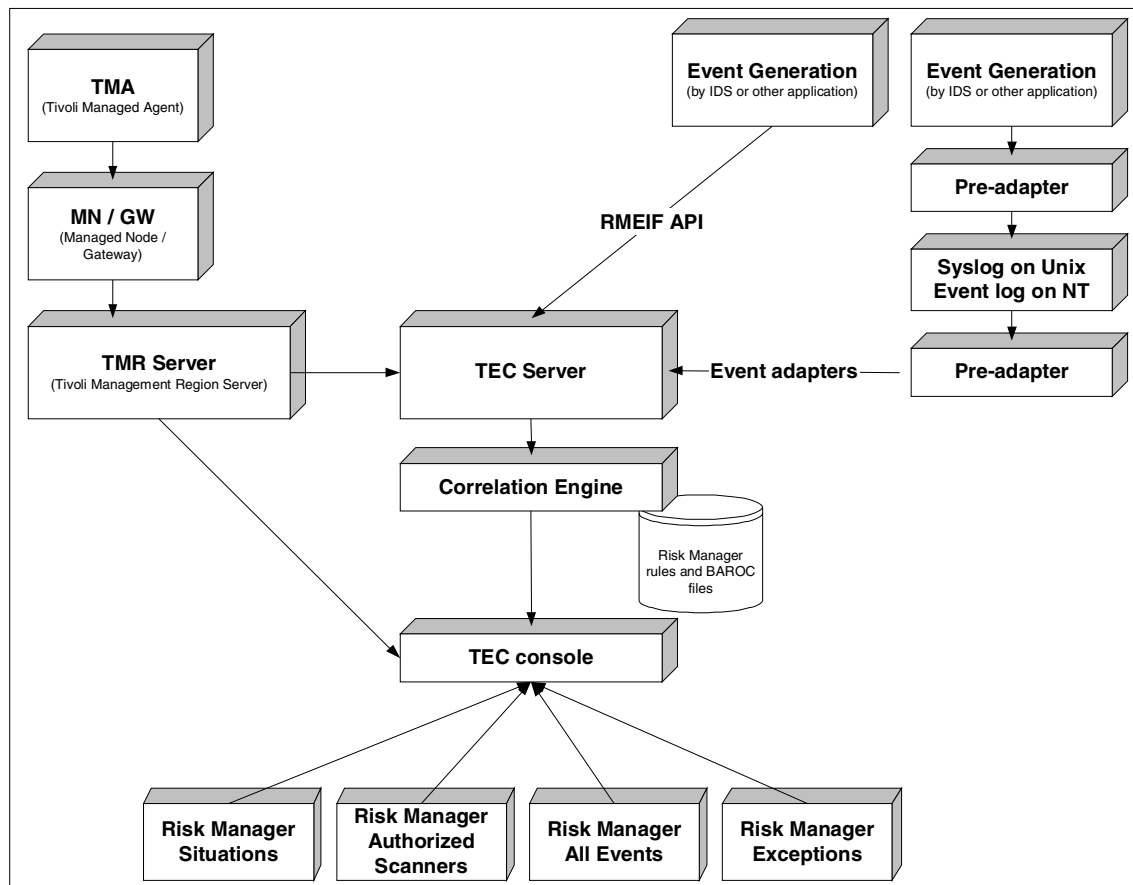 TMA
(Tivoli Managed Agent)
Event Generation
(by IDS or other application)
Event Generation
(by IDS or other application)
Pre-adapter
MN / GW
(Managed Node /
Gateway)
RMEIF API
Syslog on Unix
Event log on NT
TMR Server
(Tivoli Management Region Server)
TEC Server
Event adapters
Pre-adapter
Correlation Engine
Risk Manager
rules and BAROC
files
TEC console
Risk Manager
Situations
Risk Manager
Authorized
Scanners
Risk Manager
All Events
Risk Manager
Exceptions